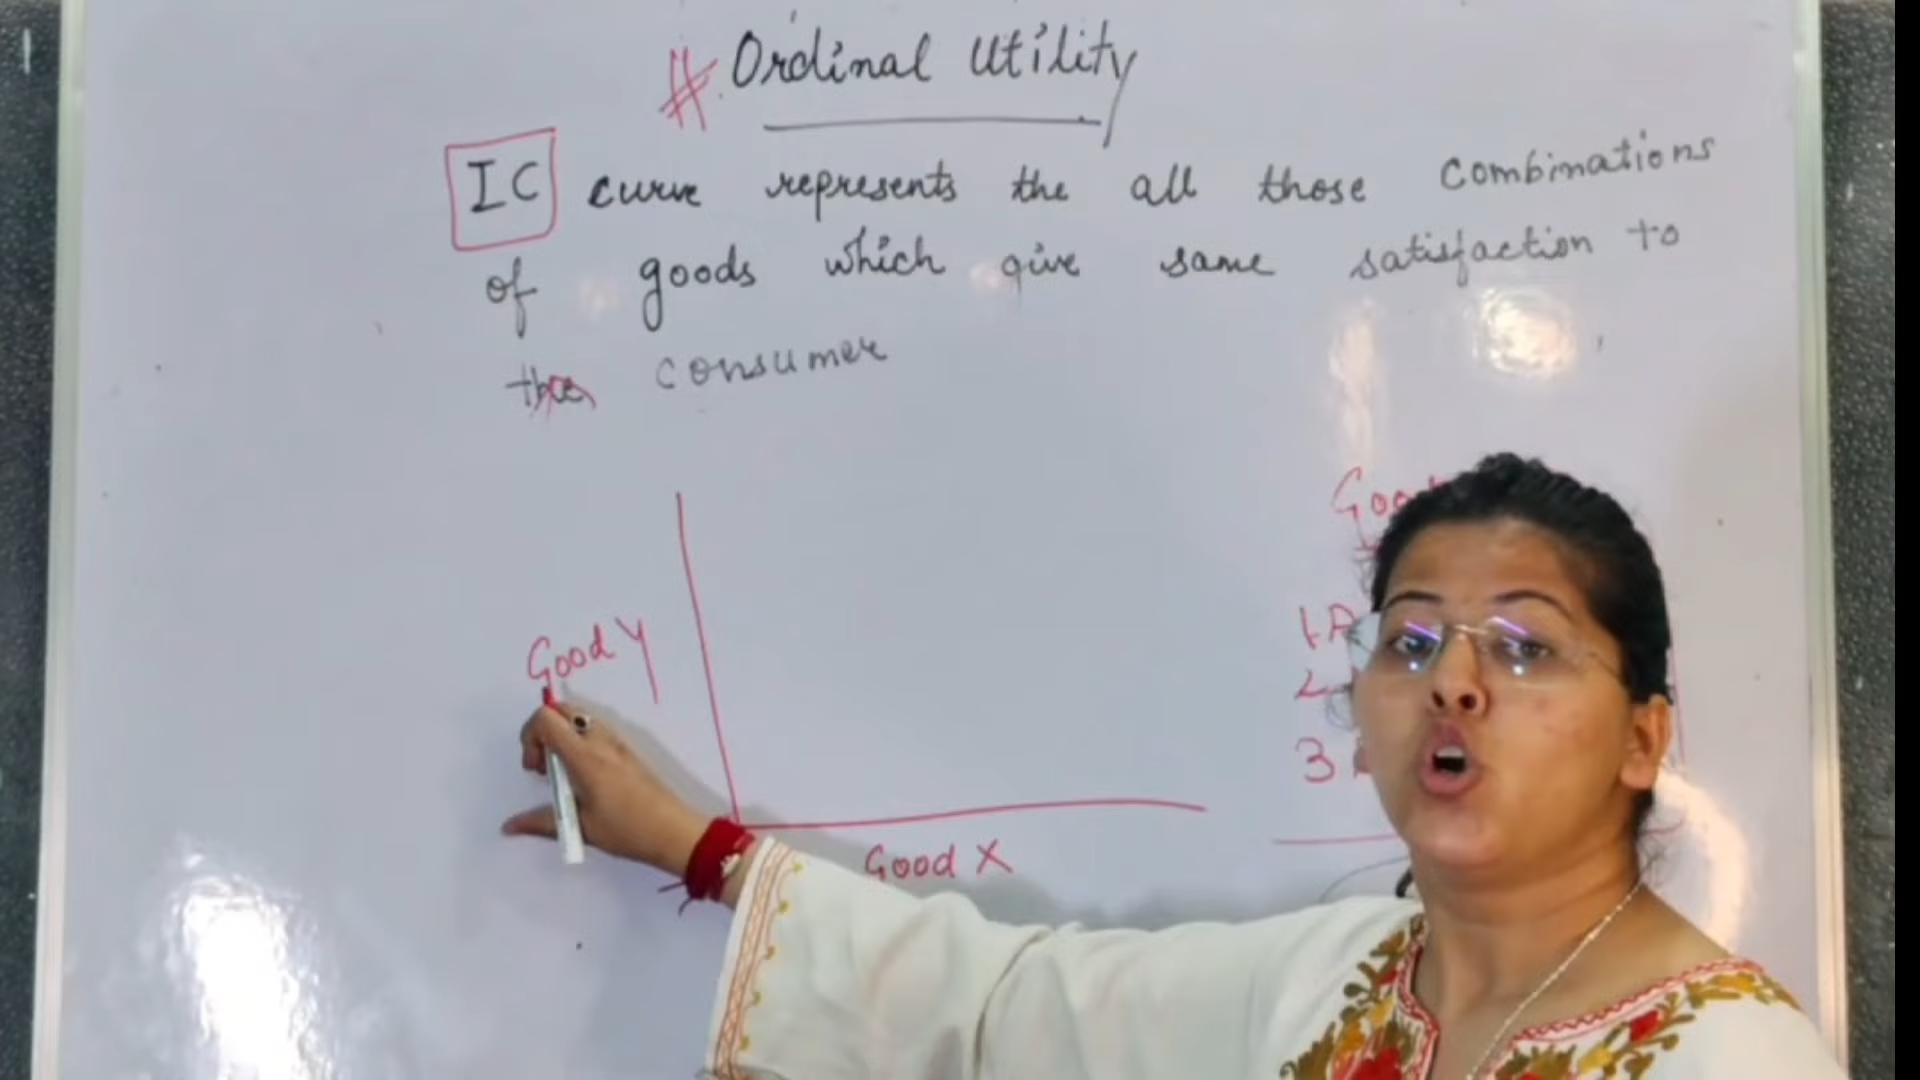 # Ordinal Utility
IC curve represents the all those combinations
of goods which give same satisfaction to
the consumer
Good Y
Good X
1
2
3